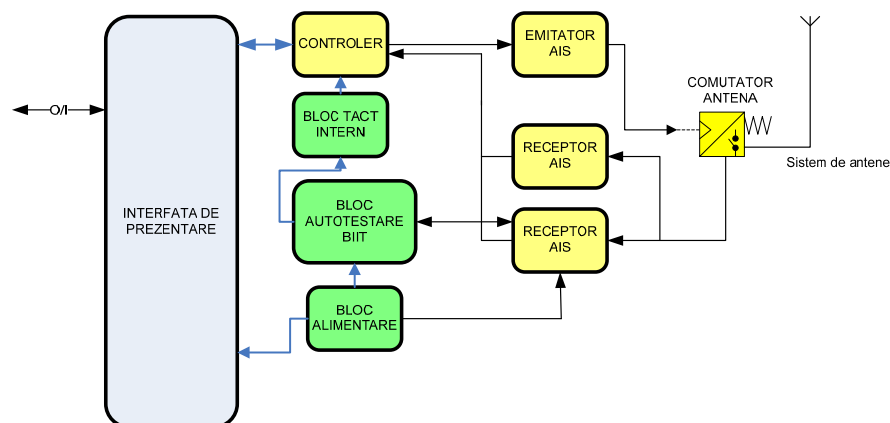 CONTROLER
EMITATOR
AIS
COMUTATOR
ANTENA
O/I
BLOC TACT
INTERN
RECEPTOR
AIS
Sistem de antene
INTERFATA DE
PREZENTARE
BLOC
AUTOTESTARE
BIIT
RECEPTOR
AIS
BLOC
ALIMENTARE